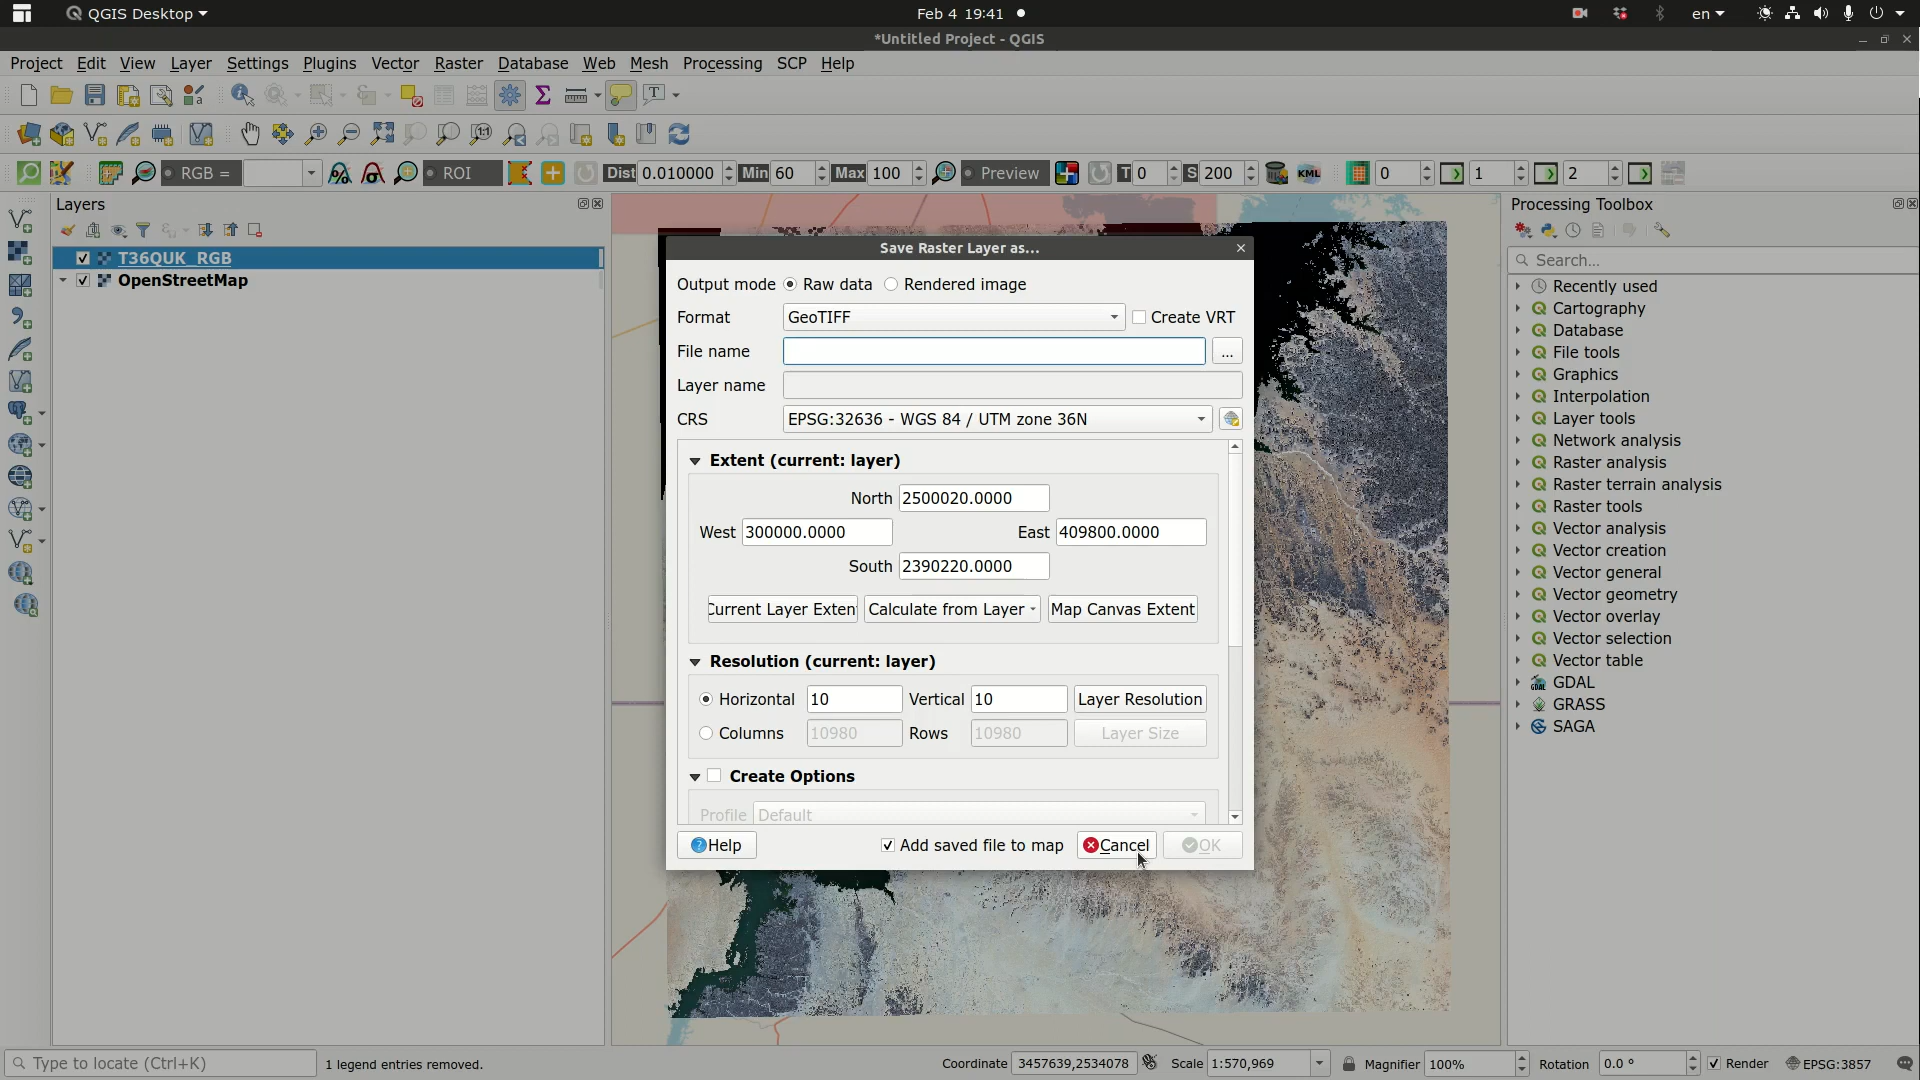 QGIS Desktop
Feb 4 19:41
en
*Untitled Project - QGIS
Project Edit View Layer Settings Plugins Vector Raster Database Web Mesh Processing SCP Help
RGB = ROI Dist 0.010000 Min 60 Max 100 Preview T 0 S 200 KML 0 1 2
Layers
T36QUK_RGB
OpenStreetMap
Save Raster Layer as...
Output mode Raw data Rendered image
Format GeoTIFF Create VRT
File name ...
Layer name
CRS EPSG:32636 - WGS 84 / UTM zone 36N
Extent (current: layer)
North 2500020.0000
West 300000.0000 East 409800.0000
South 2390220.0000
Current Layer Exten Calculate from Layer Map Canvas Extent
Resolution (current: layer)
Horizontal 10 Vertical 10 Layer Resolution
Columns 10980 Rows 10980 Layer Size
Create Options
Profile Default
Help Add saved file to map Cancel OK
Processing Toolbox
Search...
Recently used
Cartography
Database
File tools
Graphics
Interpolation
Layer tools
Network analysis
Raster analysis
Raster terrain analysis
Raster tools
Vector analysis
Vector creation
Vector general
Vector geometry
Vector overlay
Vector selection
Vector table
GDAL
GRASS
SAGA
Type to locate (Ctrl+K) 1 legend entries removed. Coordinate 3457639,2534078 Scale 1:570,969 Magnifier 100% Rotation 0.0 ° Render EPSG:3857